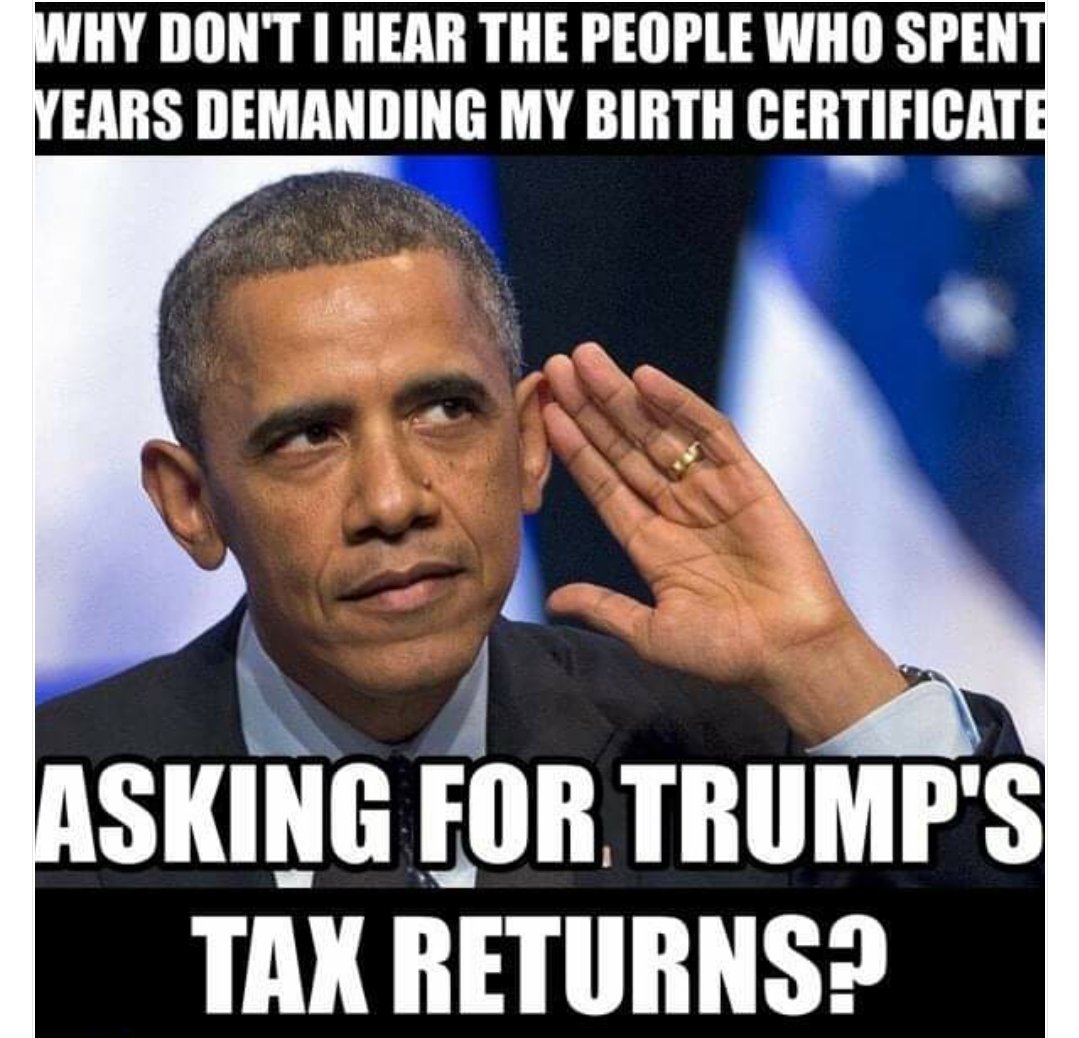 WHY DON'T I HEAR THE PEOPLE WHO SPENT
YEARS DEMANDING MY BIRTH CERTIFICATE
ASKING FOR TRUMP'S
TAX RETURNS?